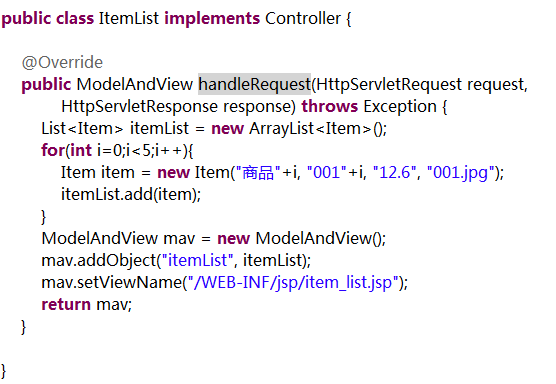 public class ItemList implements Controller {
@Override
public ModelAndView handleRequest(HttpServletRequest request,
HttpServletResponse response) throws Exception {
List<Item> itemList = new ArrayList<Item>();
for(int i=0;i<5;i++){
Item item = new Item("商品"+i, "001"+i, "12.6", "001.jpg");
itemList.add(item);
}
ModelAndView mav = new ModelAndView();
mav.addObject("itemList", itemList);
mav.setViewName("/WEB-INF/jsp/item_list.jsp");
return mav;
}
}